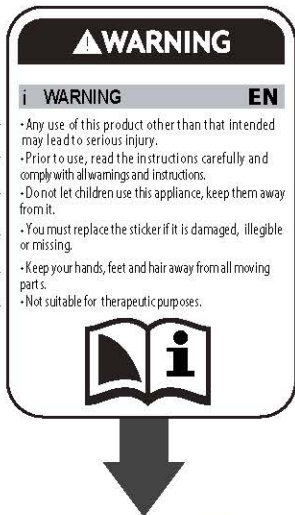 ⚠WARNING
i WARNING EN
• Any use of this product other than that intended
may lead to serious injury.
• Prior to use, read the instructions carefully and
comply with all warnings and instructions.
• Do not let children use this appliance, keep them away
from it.
• You must replace the sticker if it is damaged, illegible
or missing.
• Keep your hands, feet and hair away from all moving
parts.
• Not suitable for therapeutic purposes.
i